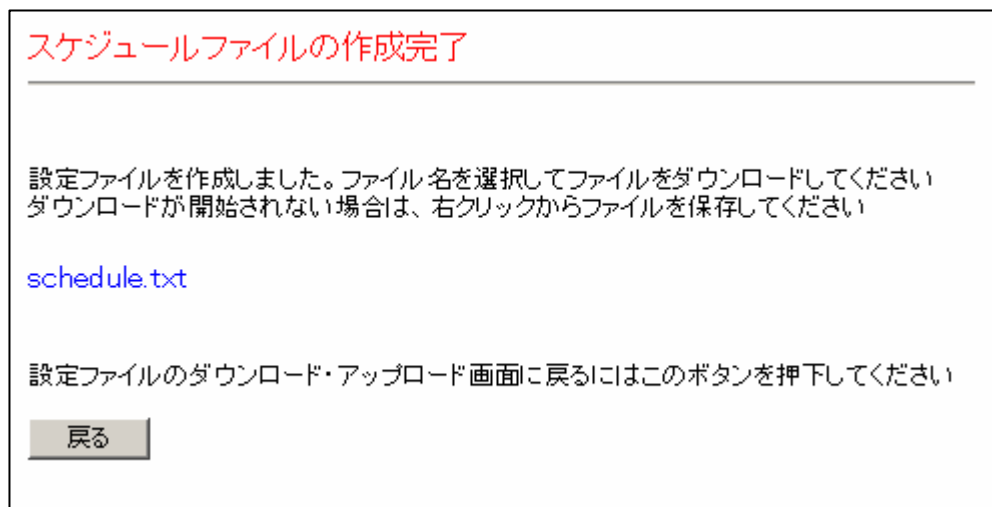 スケジュールファイルの作成完了
設定ファイルを作成しました。ファイル名を選択してファイルをダウンロードしてください
ダウンロードが開始されない場合は、右クリックからファイルを保存してください
schedule.txt
設定ファイルのダウンロード・アップロード画面に戻るにはこのボタンを押下してください
戻る